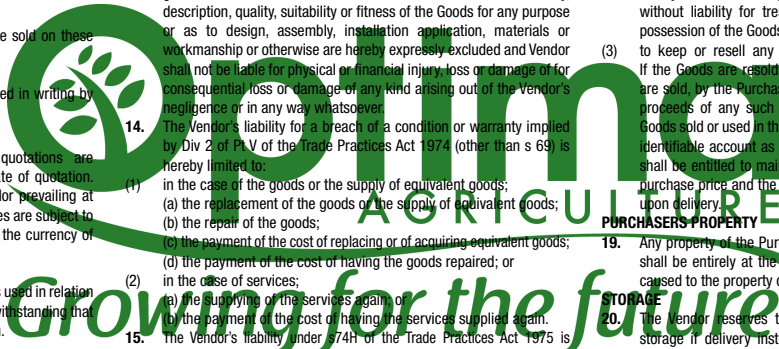 e sold on these
ed in writing by
quotations are
te of quotation.
lor prevailing at
es are subject to
the currency of
s used in relation
ithstanding that
description, quality, suitability or fitness of the Goods for any purpose
or as to design, assembly, installation application, materials or
workmanship or otherwise are hereby expressly excluded and Vendor
shall not be liable for physical or financial injury, loss or damage of for
consequential loss or damage of any kind arising out of the Vendor's
negligence or in any way whatsoever.
14. The Vendor's liability for a breach of a condition or warranty implied
by Div 2 of Pt V of the Trade Practices Act 1974 (other than s 69) is
hereby limited to:
(1) in the case of the goods or the supply of equivalent goods;
(a) the replacement of the goods or the supply of equivalent goods;
(b) the repair of the goods;
(c) the payment of the cost of replacing or of acquiring equivalent goods;
(d) the payment of the cost of having the goods repaired; or
(2) in the case of services;
(a) the supplying of the services again; or
(b) the payment of the cost of having the services supplied again.
15. The Vendor's liability under s74H of the Trade Practices Act 1975 is
without liability for tre
possession of the Goods
(3) to keep or resell any
If the Goods are resold
are sold, by the Purcha
proceeds of any such
Goods sold or used in th
identifiable account as
shall be entitled to mai
purchase price and the
upon delivery.
PURCHASERS PROPERTY
19. Any property of the Pur
shall be entirely at the
caused to the property o
STORAGE
20. The Vendor reserves t
storage if delivery inst
Optima
AGRICULTURE
Growing for the future